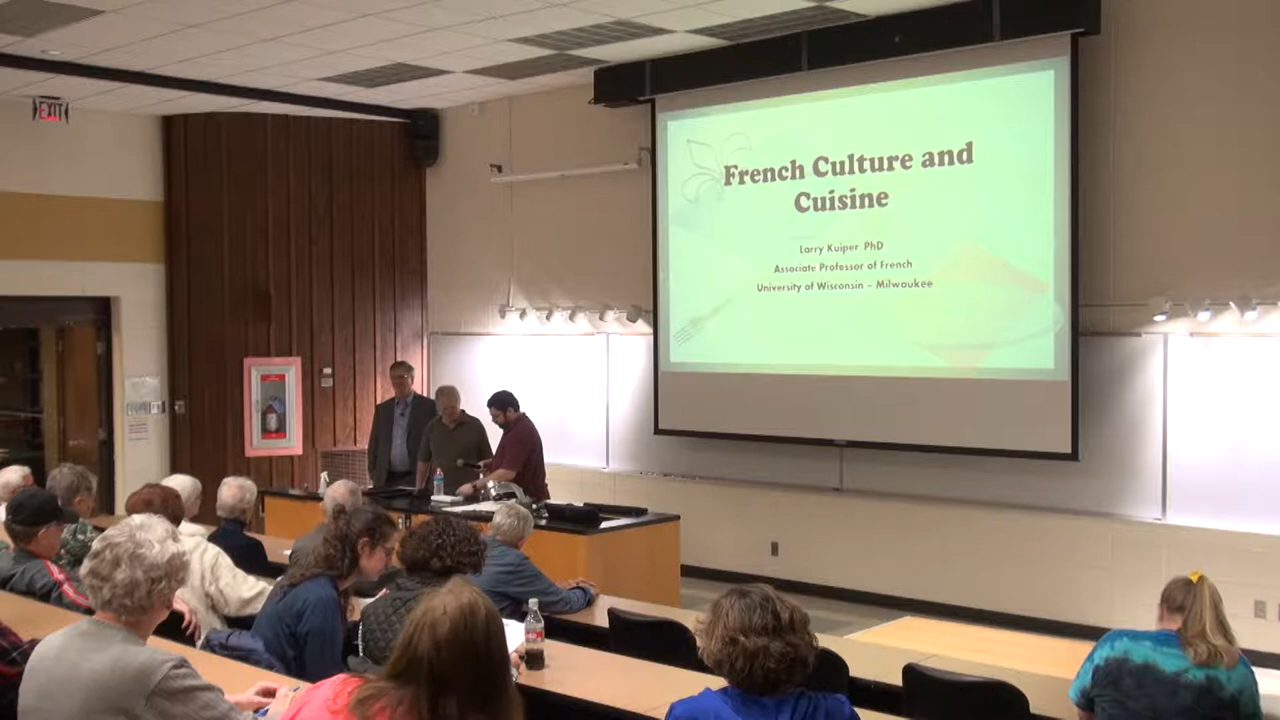 EXIT
French Culture and
Cuisine
Larry Kuiper PhD
Associate Professor of French
University of Wisconsin – Milwaukee